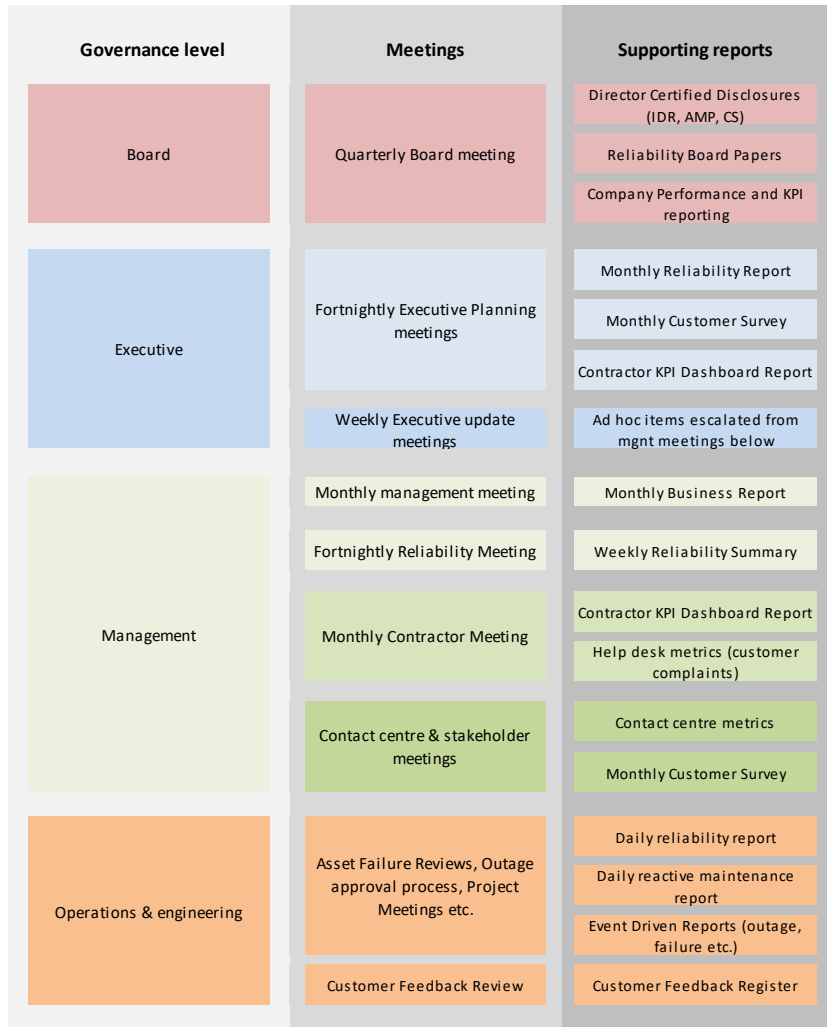 Governance level
Meetings
Supporting reports
Board
Quarterly Board meeting
Director Certified Disclosures
(IDR, AMP, CS)
Reliability Board Papers
Company Performance and KPI
reporting
Executive
Fortnightly Executive Planning
meetings
Monthly Reliability Report
Monthly Customer Survey
Contractor KPI Dashboard Report
Weekly Executive update
meetings
Ad hoc items escalated from
mgnt meetings below
Management
Monthly management meeting
Monthly Business Report
Fortnightly Reliability Meeting
Weekly Reliability Summary
Monthly Contractor Meeting
Contractor KPI Dashboard Report
Help desk metrics (customer
complaints)
Contact centre & stakeholder
meetings
Contact centre metrics
Monthly Customer Survey
Operations & engineering
Asset Failure Reviews, Outage
approval process, Project
Meetings etc.
Daily reliability report
Daily reactive maintenance
report
Event Driven Reports (outage,
failure etc.)
Customer Feedback Review
Customer Feedback Register